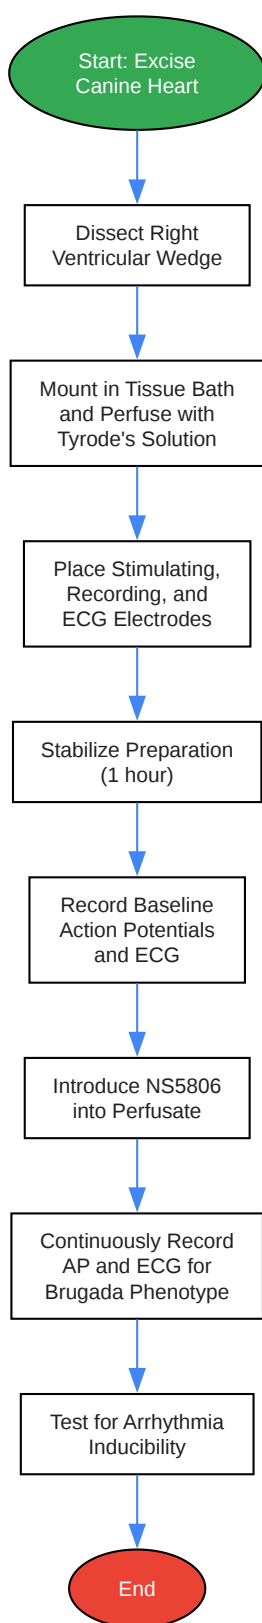 Start: Excise
Canine Heart
Dissect Right
Ventricular Wedge
Mount in Tissue Bath
and Perfuse with
Tyrode's Solution
Place Stimulating,
Recording, and
ECG Electrodes
Stabilize Preparation
(1 hour)
Record Baseline
Action Potentials
and ECG
Introduce NS5806
into Perfusate
Continuously Record
AP and ECG for
Brugada Phenotype
Test for Arrhythmia
Inducibility
End